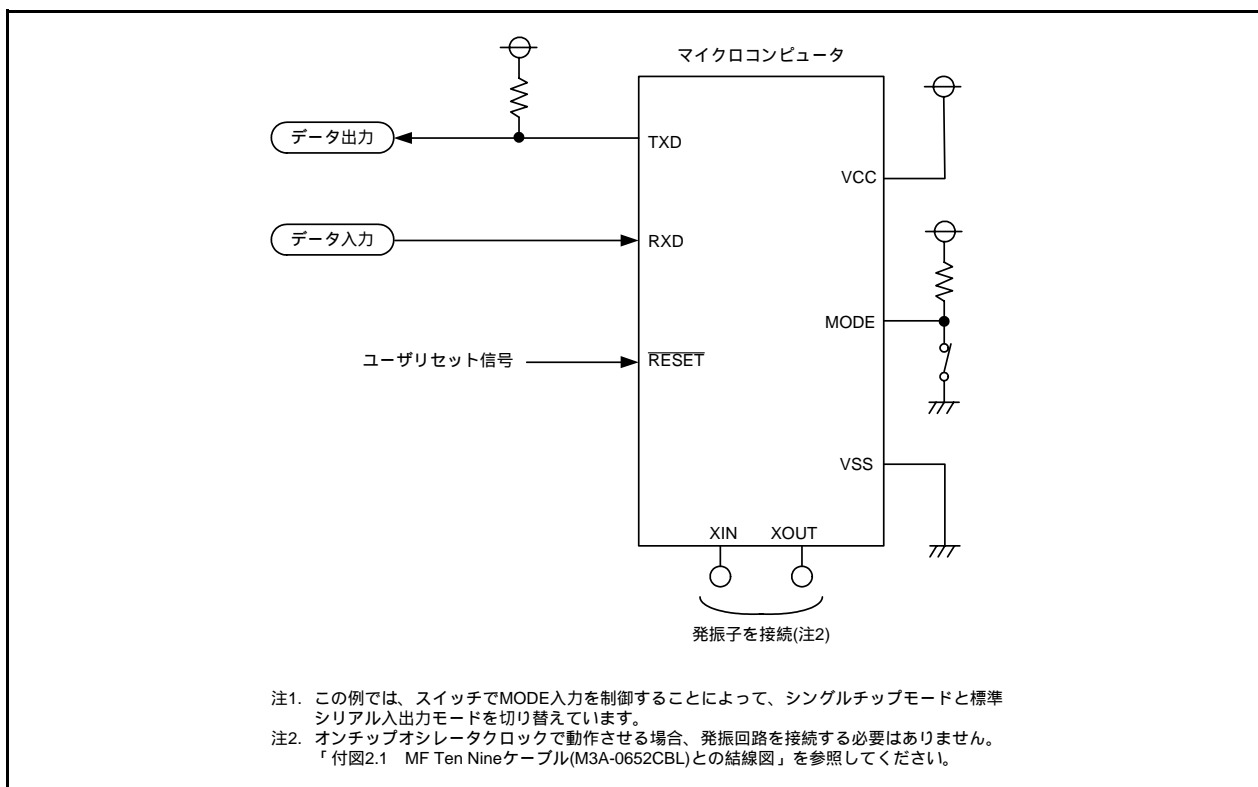 マイクロコンピュータ
データ出力
TXD
VCC
データ入力
RXD
MODE
ユーザリセット信号
RESET
VSS
XIN XOUT
発振子を接続(注2)
注1. この例では、スイッチでMODE入力を制御することによって、シングルチップモードと標準
シリアル入出力モードを切り替えています。
注2. オンチップオシレータクロックで動作させる場合、発振回路を接続する必要はありません。
「付図2.1 MF Ten Nineケーブル(M3A-0652CBL)との結線図」を参照してください。